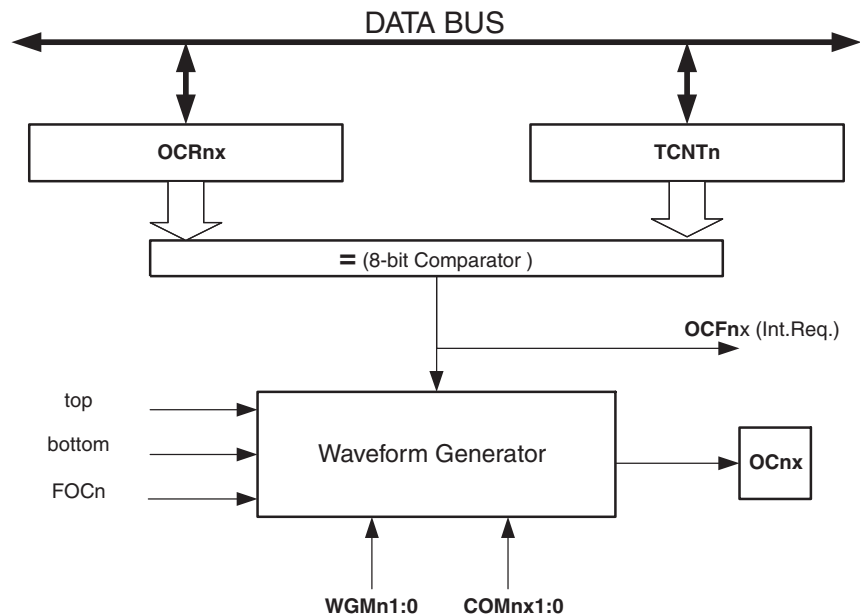 DATA BUS
OCRnx
TCNTn
= (8-bit Comparator )
OCFnx (Int.Req.)
top
bottom
FOCn
Waveform Generator
OCnx
WGMn1:0
COMnx1:0